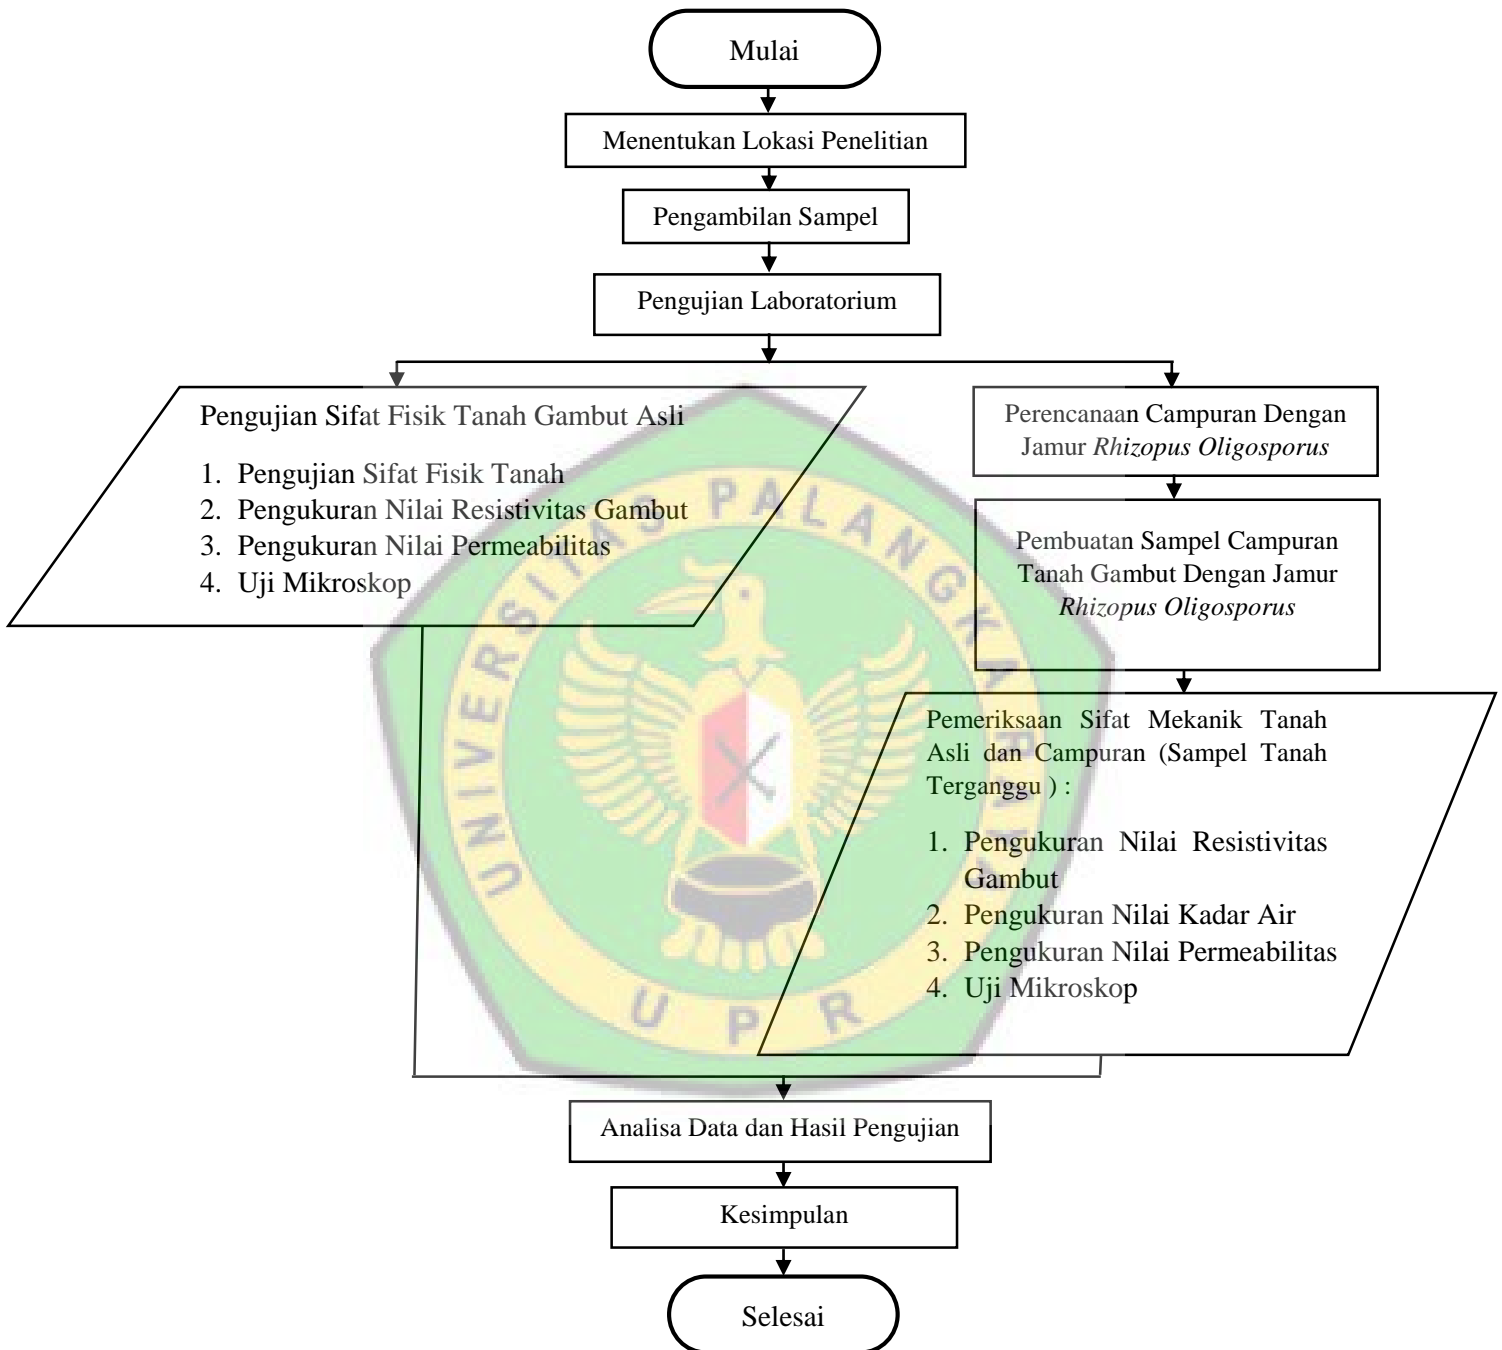 Mulai
Menentukan Lokasi Penelitian
Pengambilan Sampel
Pengujian Laboratorium
Pengujian Sifat Fisik Tanah Gambut Asli
1. Pengujian Sifat Fisik Tanah
2. Pengukuran Nilai Resistivitas Gambut
3. Pengukuran Nilai Permeabilitas
4. Uji Mikroskop
Perencanaan Campuran Dengan
Jamur Rhizopus Oligosporus
Pembuatan Sampel Campuran
Tanah Gambut Dengan Jamur
Rhizopus Oligosporus
Pemeriksaan Sifat Mekanik Tanah
Asli dan Campuran (Sampel Tanah
Terganggu ) :
1. Pengukuran Nilai Resistivitas
Gambut
2. Pengukuran Nilai Kadar Air
3. Pengukuran Nilai Permeabilitas
4. Uji Mikroskop
Analisa Data dan Hasil Pengujian
Kesimpulan
Selesai
UNIVERSITAS PALANGKA RAYA
UPR